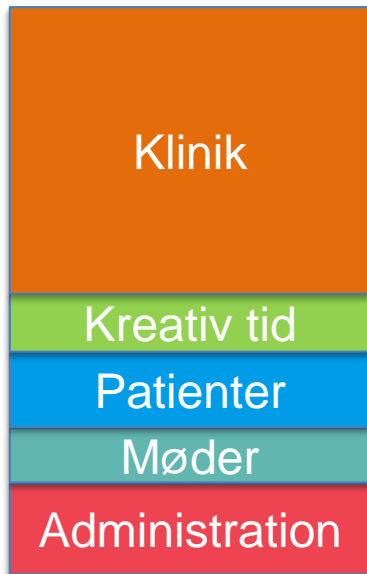 Klinik
Kreativ tid
Patienter
Møder
Administration